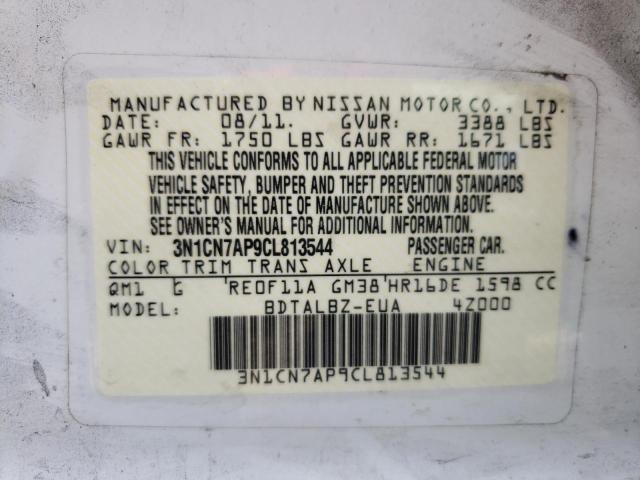 MANUFACTURED BY NISSAN MOTOR CO., LTD.
DATE: 08/11. GVWR: 3388 LBS
GAWR FR: 1750 LBS GAWR RR: 1671 LBS
THIS VEHICLE CONFORMS TO ALL APPLICABLE FEDERAL MOTOR
VEHICLE SAFETY, BUMPER AND THEFT PREVENTION STANDARDS
IN EFFECT ON THE DATE OF MANUFACTURE SHOWN ABOVE.
SEE OWNER'S MANUAL FOR ADDITIONAL INFORMATION.
VIN: 3N1CN7AP9CL813544 PASSENGER CAR.
COLOR TRIM TRANS AXLE ENGINE
QM1 G 'RE0F11A GM38'HR16DE 1598 CC
MODEL: BDTALBZ-EUA 4Z000
3N1CN7AP9CL813544